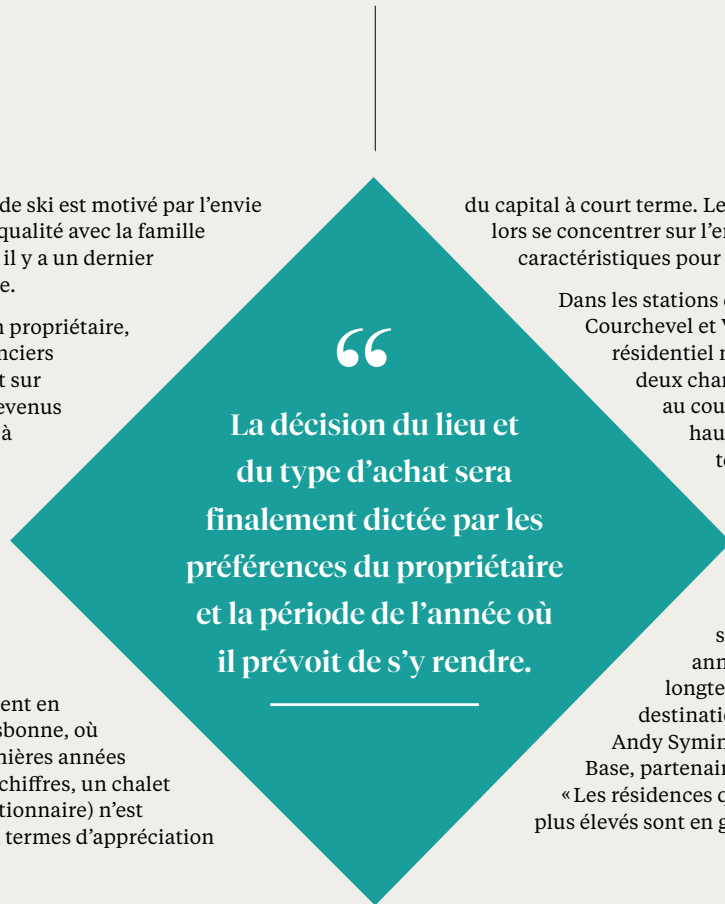 de ski est motivé par l’envie
qualité avec la famille
il y a un dernier
e.
propriétaire,
nciers
t sur
evenus
à
ent en
sbonne, où
nières années
chiffres, un chalet
tionnaire) n’est
termes d’appréciation
“
La décision du lieu et
du type d’achat sera
finalement dictée par les
préférences du propriétaire
et la période de l’année où
il prévoit de s’y rendre.
du capital à court terme. Le
lors se concentrer sur l’e
caractéristiques pour
Dans les stations
Courchevel et V
résidentiel
deux cha
au cou
hau
t
s
ann
longte
destinati
Andy Symin
Base, partenair
«Les résidences q
plus élevés sont en g